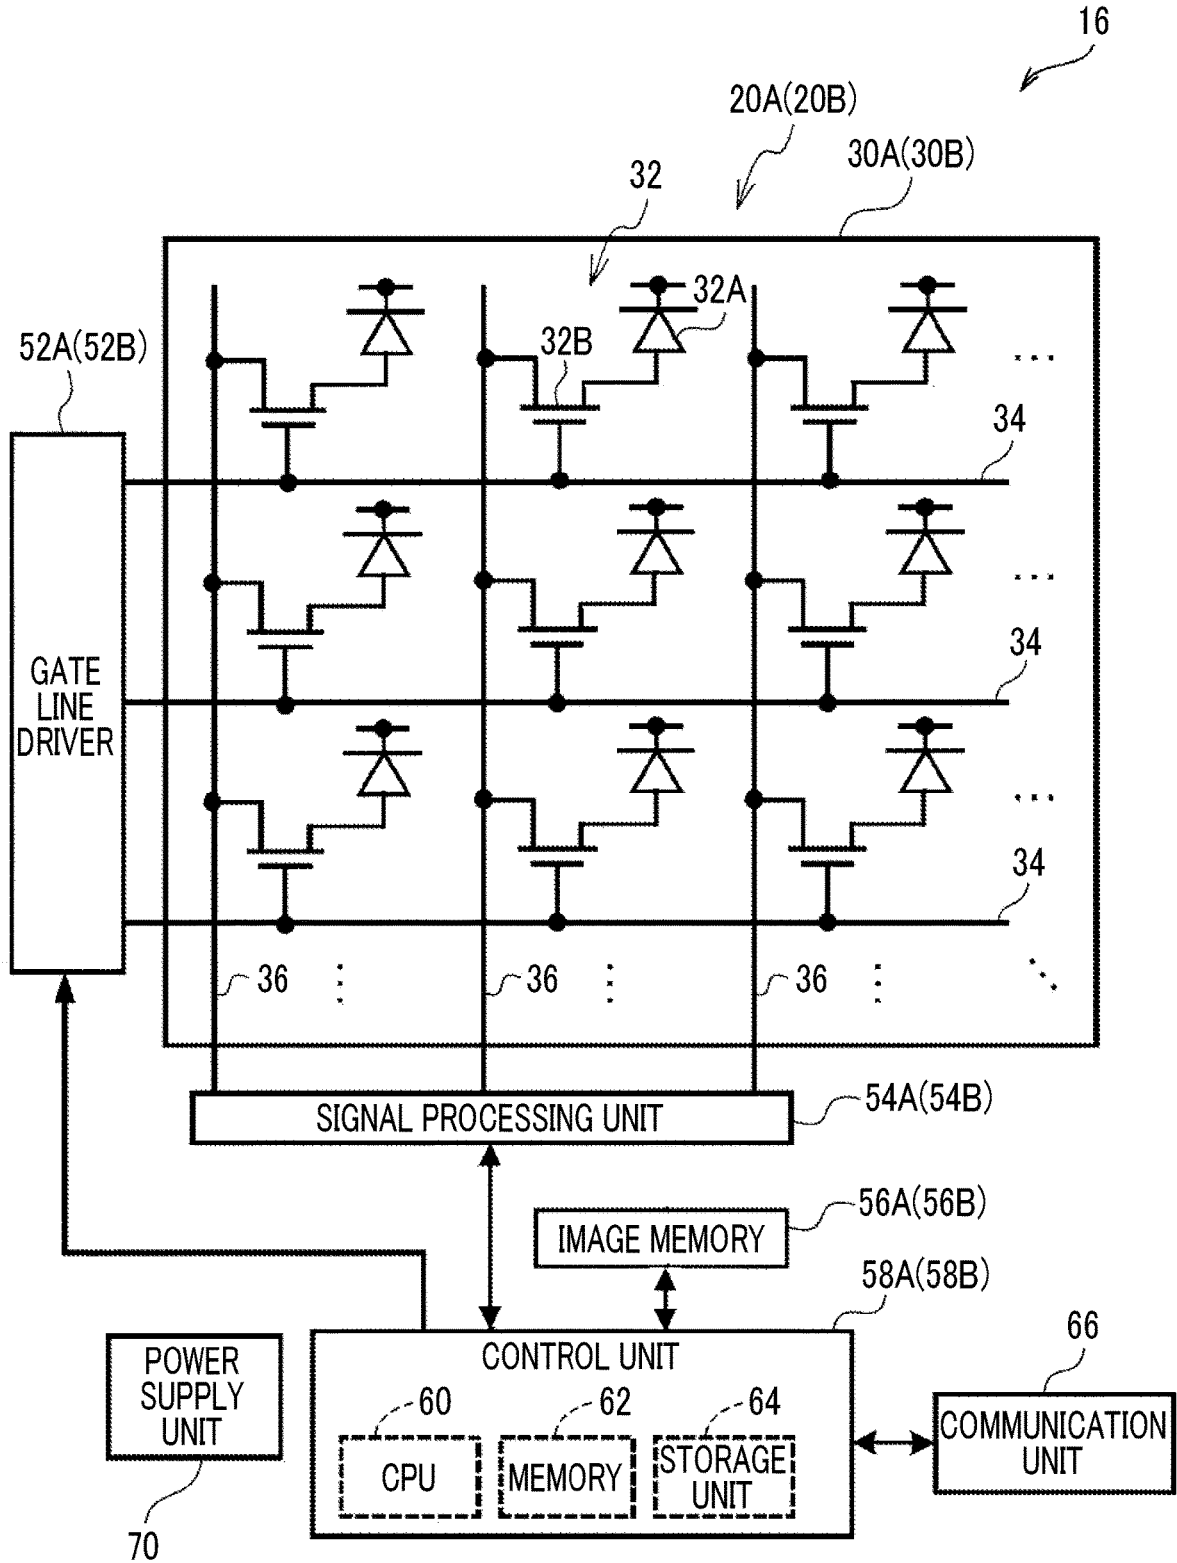 16
20A(20B)
30A(30B)
32
32A
32B
52A(52B)
34
34
34
GATE
LINE
DRIVER
36
36
36
54A(54B)
SIGNAL PROCESSING UNIT
56A(56B)
IMAGE MEMORY
58A(58B)
CONTROL UNIT
66
POWER
SUPPLY
UNIT
60
62
64
CPU
MEMORY
STORAGE
UNIT
COMMUNICATION
UNIT
70